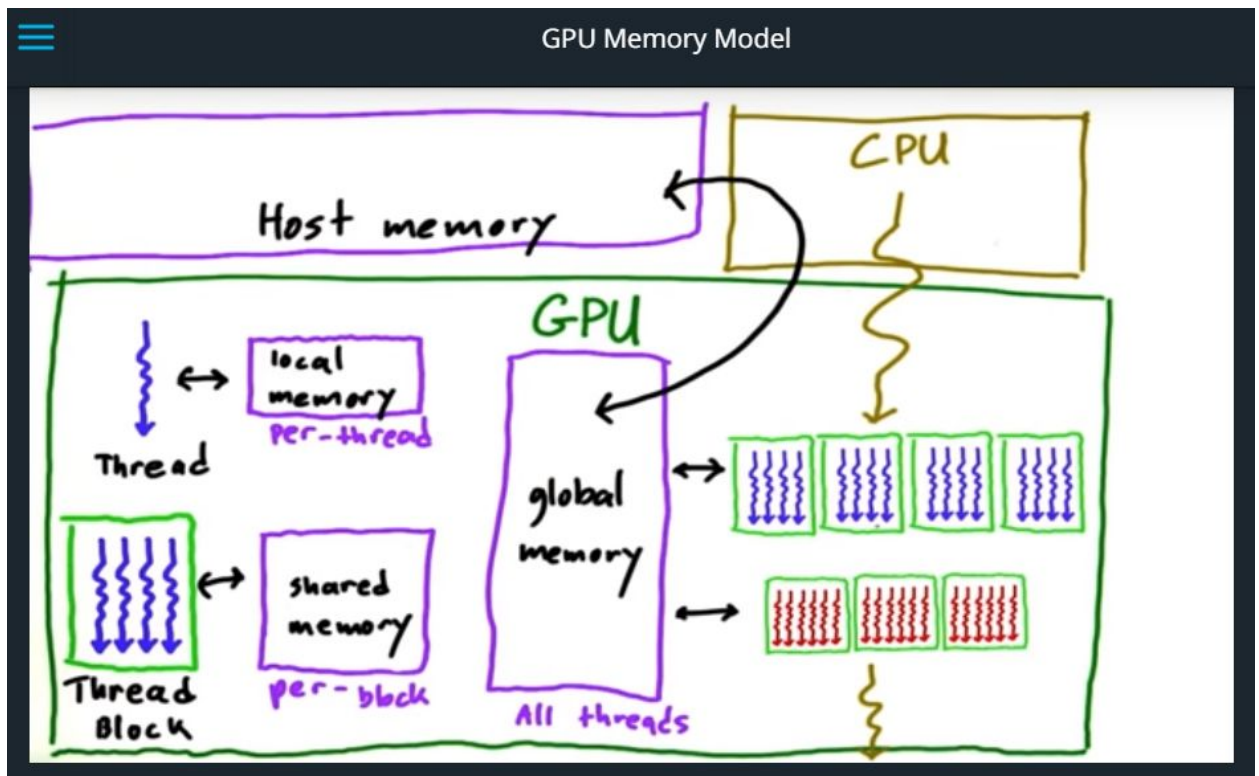 GPU Memory Model
CPU
Host memory
GPU
local
memory
per-thread
Thread
global
memory
shared
memory
Thread
Block
per-block
All threads